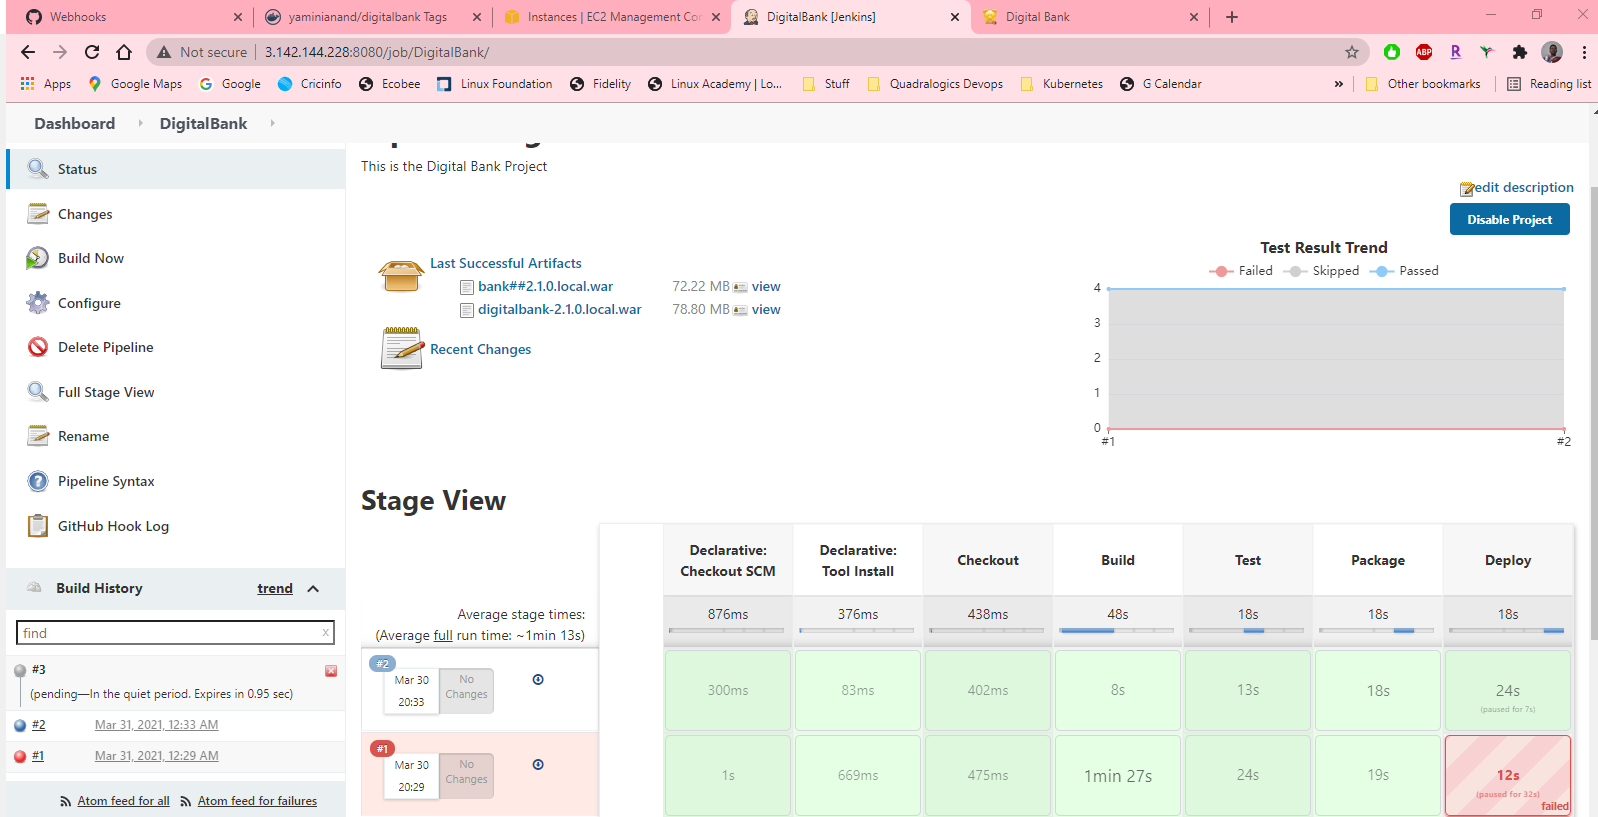 Webhooks
yaminianand/digitalbank Tags
Instances | EC2 Management Con
DigitalBank [Jenkins]
Digital Bank
Not secure
3.142.144.228:8080/job/DigitalBank/
ABP
R
Apps
Google Maps
Google
Cricinfo
Ecobee
Linux Foundation
Fidelity
Linux Academy | Lo...
Stuff
Quadralogics Devops
Kubernetes
G Calendar
»
Other bookmarks
Reading list
Dashboard
DigitalBank
Status
Changes
Build Now
Configure
Delete Pipeline
Full Stage View
Rename
Pipeline Syntax
GitHub Hook Log
Build History
trend
find
x
#3
(pending—In the quiet period. Expires in 0.95 sec)
#2 Mar 31, 2021, 12:33 AM
#1 Mar 31, 2021, 12:29 AM
Atom feed for all
Atom feed for failures
This is the Digital Bank Project
edit description
Disable Project
Last Successful Artifacts
bank##2.1.0.local.war 72.22 MB view
digitalbank-2.1.0.local.war 78.80 MB view
Recent Changes
Test Result Trend
Failed Skipped Passed
4
3
2
1
0
#1 #2
Stage View
Declarative: Checkout SCM
Declarative: Tool Install
Checkout
Build
Test
Package
Deploy
Average stage times:
(Average full run time: ~1min 13s)
876ms 376ms 438ms 48s 18s 18s 18s
#2
Mar 30
20:33
No Changes
300ms 83ms 402ms 8s 13s 18s 24s
(paused for 7s)
#1
Mar 30
20:29
No Changes
1s 669ms 475ms 1min 27s 24s 19s 12s
(paused for 32s)
failed